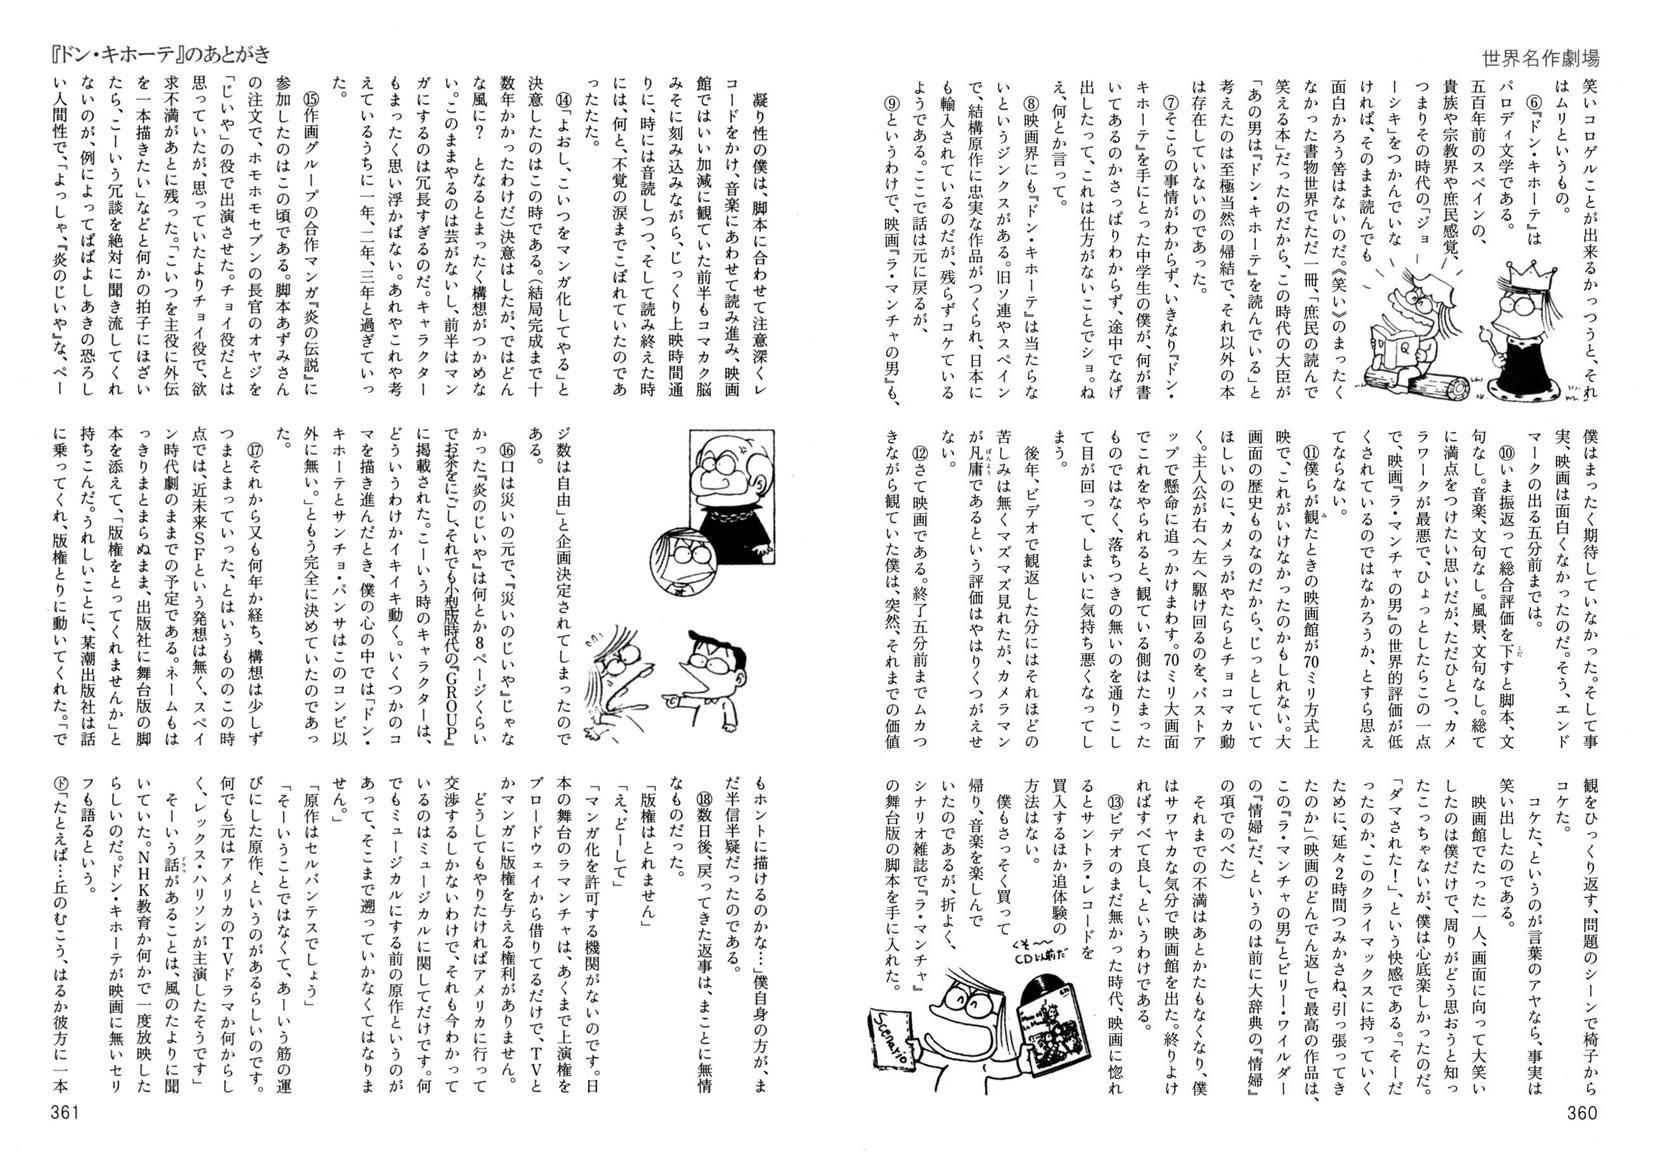 世界名作劇場
笑いコロゲルことが出来るかっつうと、それ
はムリというもの。
⑥『ドン・キホーテ』は
パロディ文学である。
五百年前のスペインの、
貴族や宗教界や庶民感覚、
つまりその時代の「ジョ
ーシキ」をつかんでいな
ければ、そのまま読んでも
面白かろう筈はないのだ。《笑い》のまったく
なかった書物世界でただ一冊、「庶民の読んで
笑える本」だったのだから、この時代の大臣が
「あの男は『ドン・キホーテ』を読んでいる」と
考えたのは至極当然の帰結で、それ以外の本
は存在していないのであった。
⑦そこらの事情がわからず、いきなり『ドン・
キホーテ』を手にとった中学生の僕が、何が書
いてあるのかさっぱりわからず、途中でなげ
出したって、これは仕方がないことでショ。ね
え、何とか言って。
⑧映画界にも『ドン・キホーテ』は当たらな
いというジンクスがある。旧ソ連やスペイン
で、結構原作に忠実な作品がつくられ、日本に
も輸入されているのだが、残らずコケている
ようである。ここで話は元に戻るが、
⑨というわけで、映画『ラ・マンチャの男』も、
僕はまったく期待していなかった。そして事
実、映画は面白くなかったのだ。そう、エンド
マークの出る五分前までは。
⑩いま振返って総合評価を下すと脚本、文
句なし。音楽、文句なし。風景、文句なし。総て
に満点をつけたい思いだが、ただひとつ、カメ
ラワークが最悪で、ひょっとしたらこの一点
で、映画『ラ・マンチャの男』の世界的評価が低
くされているのではなかろうか、とすら思え
てならない。
⑪僕らが観たときの映画館が70ミリ方式上
映で、これがいけなかったのかもしれない。大
画面の歴史ものなのだから、じっとしていて
ほしいのに、カメラがやたらとチョコマカ動
く。主人公が右へ左へ駆け回るのを、バストア
ップで懸命に追っかけまわす。70ミリ大画面
でこれをやられると、観ている側はたまった
ものではなく、落ちつきの無いのを通りこし
て目が回って、しまいに気持ち悪くなってし
まう。
後年、ビデオで観返した分にはそれほどの
苦しみは無くマズマズ見れたが、カメラマン
が凡庸であるという評価はやはりくつがえせ
ない。
⑫さて映画である。終了五分前までムカつ
きながら観ていた僕は、突然、それまでの価値
観をひっくり返す、問題のシーンで椅子から
コケた。
コケた、というのが言葉のアヤなら、事実は
笑い出したのである。
映画館でたった一人、画面に向って大笑い
したのは僕だけで、周りがどう思おうと知っ
たこっちゃないが、僕は心底楽しかったのだ。
「ダマされた!」、という快感である。「そーだ
ったのか、このクライマックスに持っていく
ために、延々2時間つみかさね、引っ張ってき
たのか」（映画のどんでん返しで最高の作品は、
この『ラ・マンチャの男』とビリー・ワイルダー
の『情婦』だ、というのは前に大辞典の『情婦』
の項でのべた）
それまでの不満はあとかたもなくなり、僕
はサワヤカな気分で映画館を出た。終りよけ
ればすべて良し、というわけである。
⑬ビデオのまだ無かった時代、映画に惚れ
るとサントラ・レコードを
買入するほか追体験の
方法はない。
僕もさっそく買って
帰り、音楽を楽しんで
いたのであるが、折よく、
シナリオ雑誌で『ラ・マンチャ』
の舞台版の脚本を手に入れた。
くそ〜〜
CD以前だ
Scenario
Man of La Mancha
360
『ドン・キホーテ』のあとがき
凝り性の僕は、脚本に合わせて注意深くレ
コードをかけ、音楽にあわせて読み進み、映画
館ではいい加減に観ていた前半もコマカク脳
みそに刻み込みながら、じっくり上映時間通
りに、時には音読しつつ、そして読み終えた時
には、何と、不覚の涙までこぼれていたのであ
ったたた。
⑭「よおし、こいつをマンガ化してやる」と
決意したのはこの時である。（結局完成まで十
数年かかったわけだ）決意はしたが、ではどん
な風に?　となるとまったく構想がつかめな
い。このままやるのは芸がないし、前半はマン
ガにするのは冗長すぎるのだ。キャラクター
もまったく思い浮かばない。あれやこれや考
えているうちに一年、二年、三年と過ぎていっ
た。
⑮作画グループの合作マンガ『炎の伝説』に
参加したのはこの頃である。脚本あずみさん
の注文で、ホモホモセブンの長官のオヤジを
「じいや」の役で出演させた。チョイ役だとは
思っていたが、思っていたよりチョイ役で、欲
求不満があとに残った。「こいつを主役に外伝
を一本描きたい」などと何かの拍子にほざい
たら、こーいう冗談を絶対に聞き流してくれ
ないのが、例によってばばよしあきの恐ろし
い人間性で、「よっしゃ、『炎のじいや』な、ペー
ジ数は自由」と企画決定されてしまったので
ある。
⑯口は災いの元で、『災いのじいや』じゃな
かった『炎のじいや』は何とか8ページくらい
でお茶をにごし、それでも小型版時代の『GROUP』
に掲載された。こーいう時のキャラクターは、
どういうわけかイキイキ動く。いくつかのコ
マを描き進んだとき、僕の心の中では「ドン・
キホーテとサンチョ・パンサはこのコンビ以
外に無い。」ともう完全に決めていたのであっ
た。
⑰それから又も何年か経ち、構想は少しず
つまとまっていった、とはいうもののこの時
点では、近未来SFという発想は無く、スペイ
ン時代劇のままでの予定である。ネームもは
っきりまとまらぬまま、出版社に舞台版の脚
本を添えて、「版権をとってくれませんか」と
持ちこんだ。うれしいことに、某潮出版社は話
に乗ってくれ、版権とりに動いてくれた。「で
もホントに描けるのかな…」僕自身の方が、ま
だ半信半疑だったのである。
⑱数日後、戻ってきた返事は、まことに無情
なものだった。
「版権はとれません」
「え、どーして」
「マンガ化を許可する機関がないのです。日
本の舞台のラマンチャは、あくまで上演権を
ブロードウェイから借りてるだけで、TVと
かマンガに版権を与える権利がありません。
どうしてもやりたければアメリカに行って
交渉するしかないわけで、それも今わかって
いるのはミュージカルに関してだけです。何
でもミュージカルにする前の原作というのが
あって、そこまで遡っていかなくてはなりま
せん。」
「原作はセルバンテスでしょう」
「そーいうことではなくて、あーいう筋の運
びにした原作、というのがあるらしいのです。
何でも元はアメリカのTVドラマか何からし
く、レックス・ハリソンが主演したそうです」
そーいう話があることは、風のたよりに聞
いていた。NHK教育か何かで一度放映した
らしいのだ。ドン・キホーテが映画に無いセリ
フも語るという。
㋣「たとえば…丘のむこう、はるか彼方に一本
361